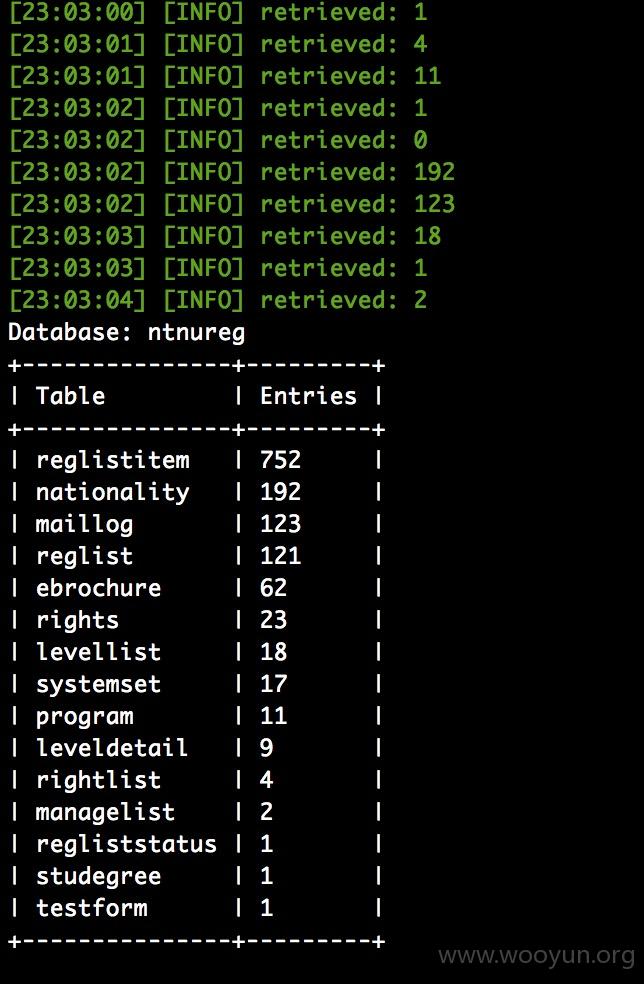 [23:03:00] [INFO] retrieved: 1
[23:03:01] [INFO] retrieved: 4
[23:03:01] [INFO] retrieved: 11
[23:03:02] [INFO] retrieved: 1
[23:03:02] [INFO] retrieved: 0
[23:03:02] [INFO] retrieved: 192
[23:03:02] [INFO] retrieved: 123
[23:03:03] [INFO] retrieved: 18
[23:03:03] [INFO] retrieved: 1
[23:03:04] [INFO] retrieved: 2
Database: ntnureg
+---------------+---------+
| Table         | Entries |
+---------------+---------+
| reglistitem   | 752     |
| nationality   | 192     |
| maillog       | 123     |
| reglist       | 121     |
| ebrochure     | 62      |
| rights        | 23      |
| levellist     | 18      |
| systemset     | 17      |
| program       | 11      |
| leveldetail   | 9       |
| rightlist     | 4       |
| managelist    | 2       |
|regliststatus | 1       |
| studegree     | 1       |
| testform      | 1       |
+---------------+---------+
www.wooyun.org